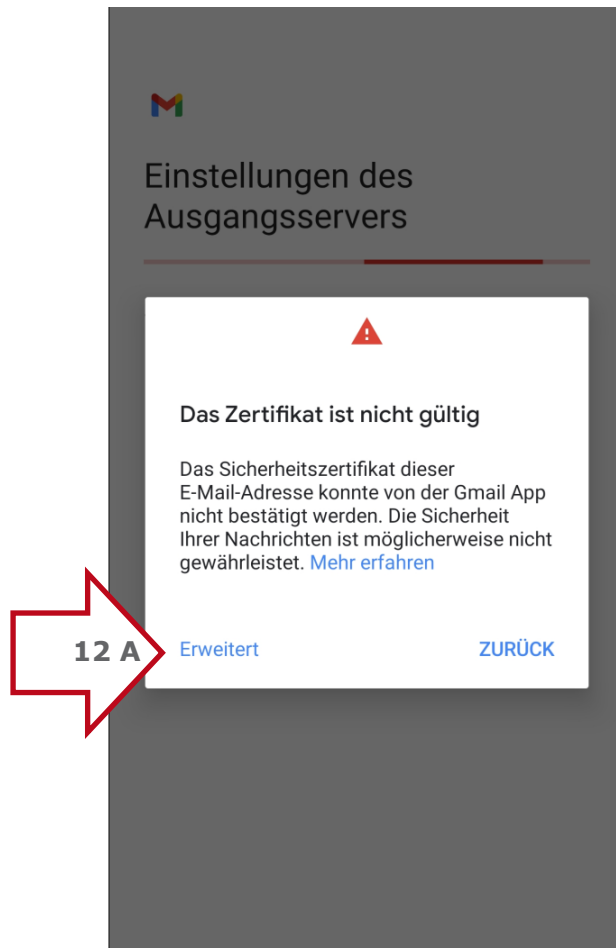 Einstellungen des
Ausgangsservers
Das Zertifikat ist nicht gültig
Das Sicherheitszertifikat dieser
E-Mail-Adresse konnte von der Gmail App
nicht bestätigt werden. Die Sicherheit
Ihrer Nachrichten ist möglicherweise nicht
gewährleistet. Mehr erfahren
12 A
Erweitert ZURÜCK